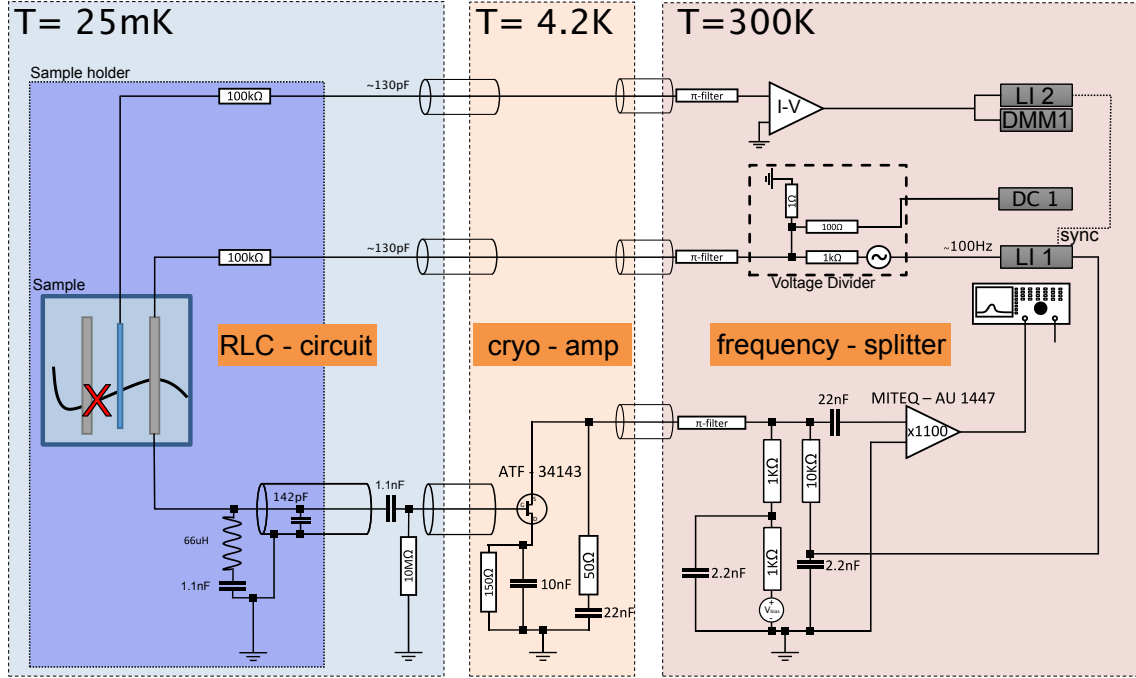 T= 25mK
T= 4.2K
T=300K
Sample holder
100kΩ
~130pF
π-filter
I-V
LI 2
DMM1
1Ω
100Ω
DC 1
sync
100kΩ
~130pF
π-filter
1kΩ
~100Hz
LI 1
Voltage Divider
Sample
X
RLC - circuit
cryo - amp
frequency - splitter
MITEQ – AU 1447
22nF
x1100
π-filter
ATF - 34143
G
S
D
1KΩ
10KΩ
1.1nF
142pF
66uH
1.1nF
10MΩ
150Ω
10nF
50Ω
22nF
2.2nF
1KΩ
2.2nF
+
Vbias
-